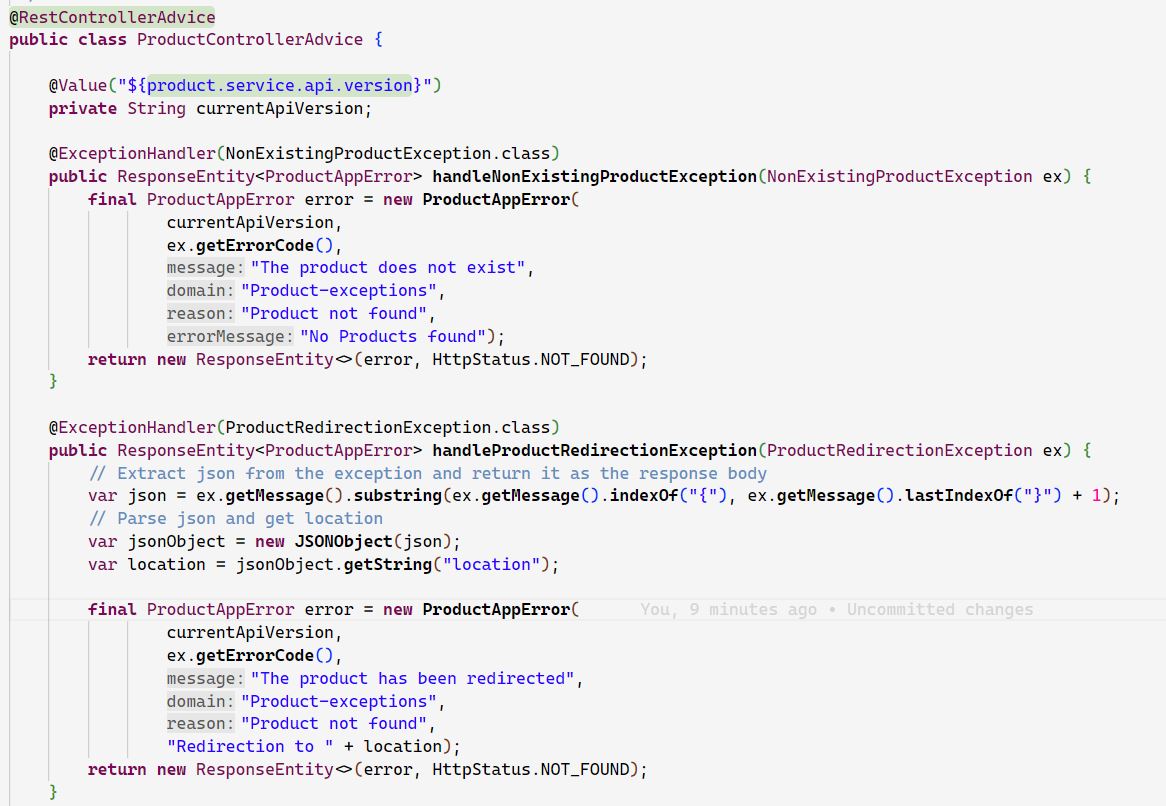 @RestControllerAdvice
public class ProductControllerAdvice {
@Value("${product.service.api.version}")
private String currentApiVersion;
@ExceptionHandler(NonExistingProductException.class)
public ResponseEntity<ProductAppError> handleNonExistingProductException(NonExistingProductException ex) {
final ProductAppError error = new ProductAppError(
currentApiVersion,
ex.getErrorCode(),
message: "The product does not exist",
domain: "Product-exceptions",
reason: "Product not found",
errorMessage: "No Products found");
return new ResponseEntity<>(error, HttpStatus.NOT_FOUND);
}
@ExceptionHandler(ProductRedirectionException.class)
public ResponseEntity<ProductAppError> handleProductRedirectionException(ProductRedirectionException ex) {
// Extract json from the exception and return it as the response body
var json = ex.getMessage().substring(ex.getMessage().indexOf("{"), ex.getMessage().lastIndexOf("}") + 1);
// Parse json and get location
var jsonObject = new JSONObject(json);
var location = jsonObject.getString("location");
final ProductAppError error = new ProductAppError( You, 9 minutes ago • Uncommitted changes
currentApiVersion,
ex.getErrorCode(),
message: "The product has been redirected",
domain: "Product-exceptions",
reason: "Product not found",
"Redirection to " + location);
return new ResponseEntity<>(error, HttpStatus.NOT_FOUND);
}